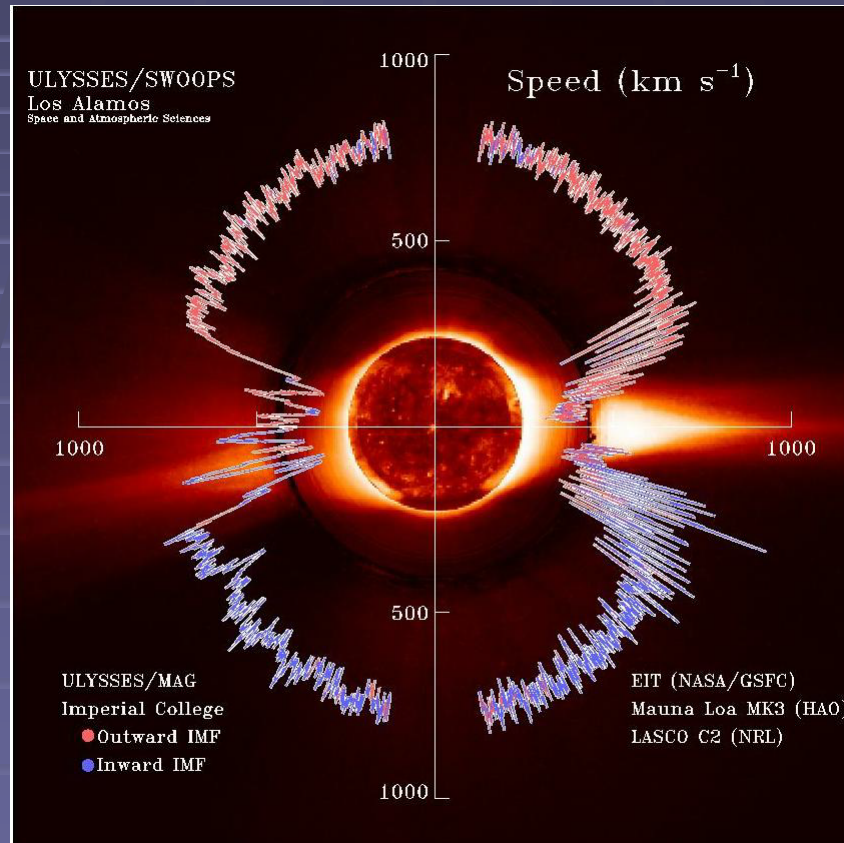 ULYSSES/SWOOPS
Los Alamos
Space and Atmospheric Sciences
Speed (km s⁻¹)
1000
500
1000
1000
500
1000
ULYSSES/MAG
Imperial College
Outward IMF
Inward IMF
EIT (NASA/GSFC)
Mauna Loa MK3 (HAO)
LASCO C2 (NRL)